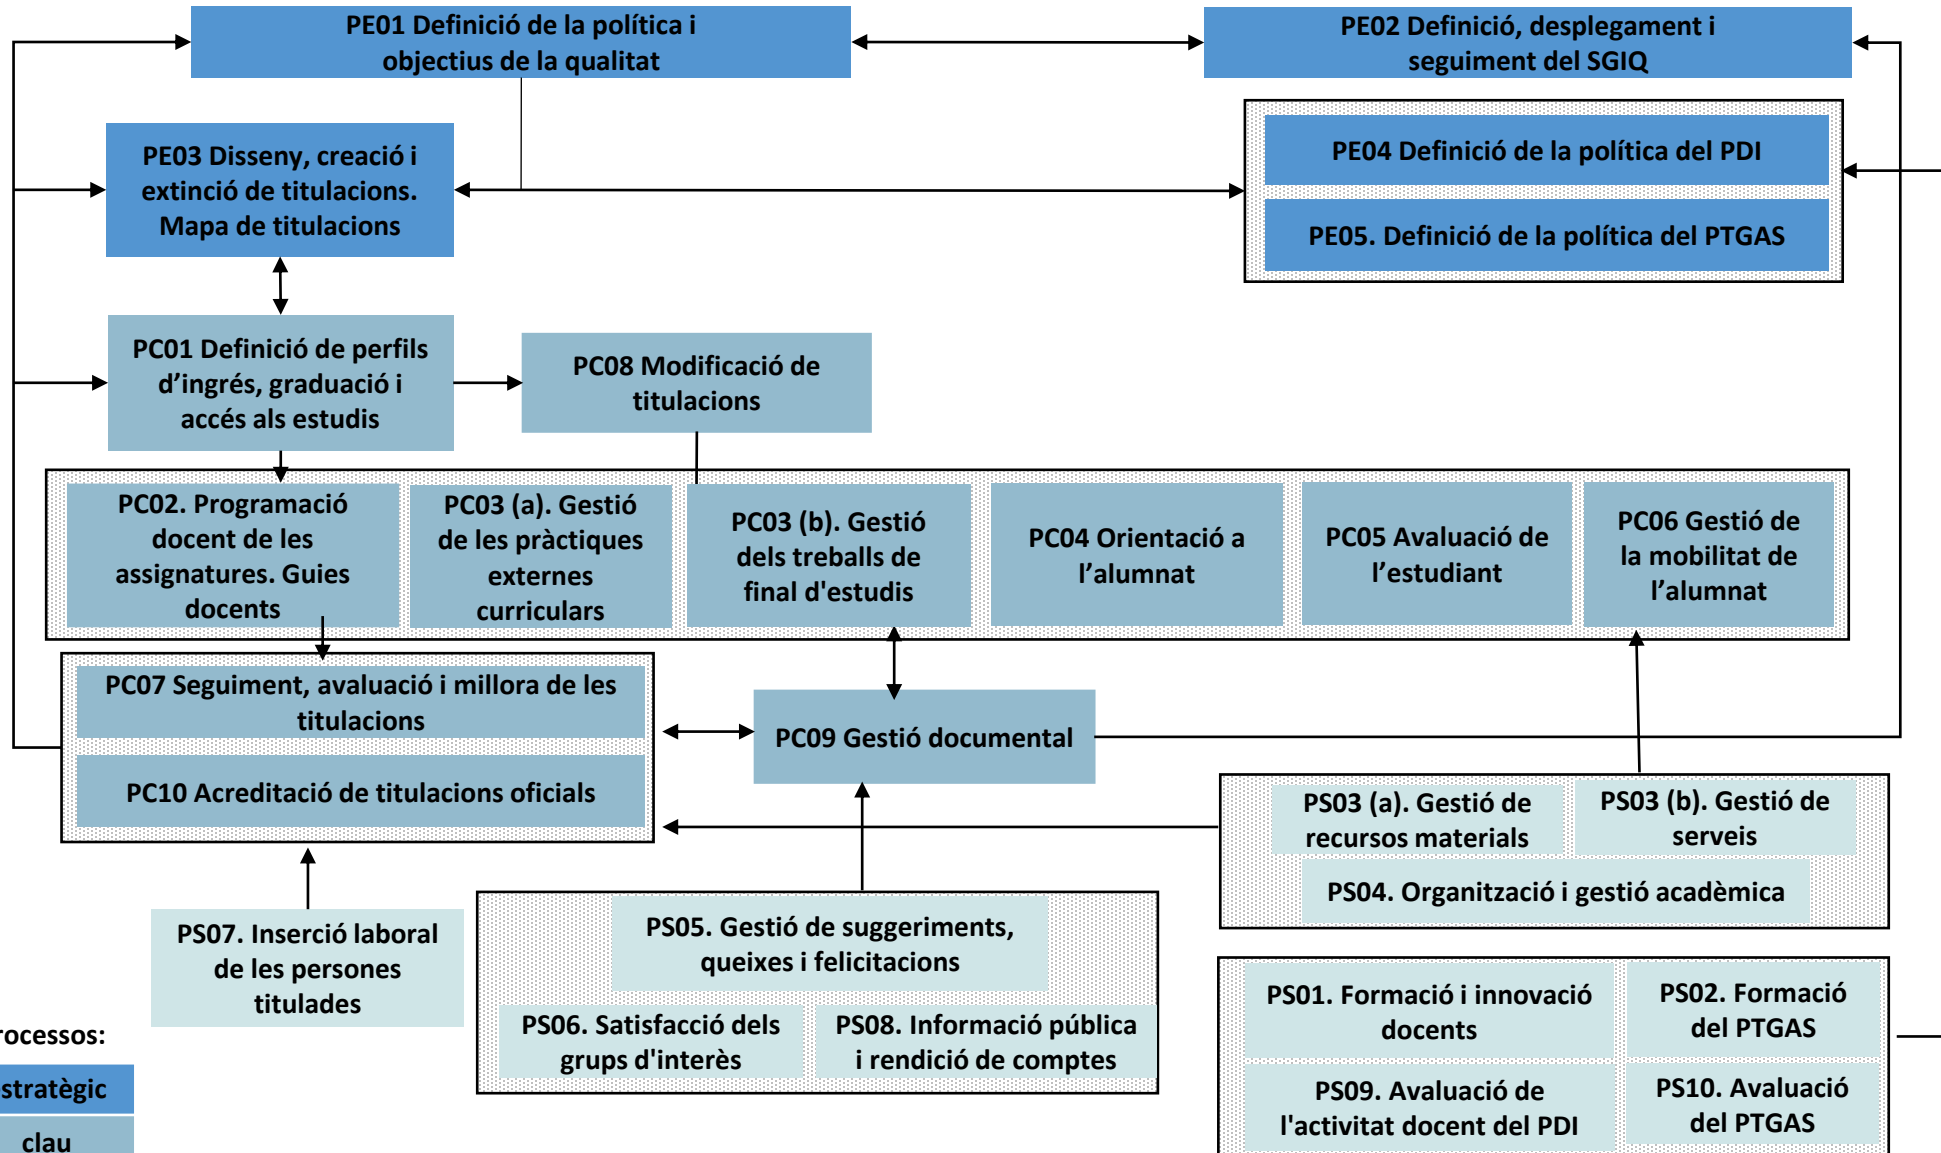 PE01 Definició de la política i
objectius de la qualitat
PE02 Definició, desplegament i
seguiment del SGIQ
PE03 Disseny, creació i
extinció de titulacions.
Mapa de titulacions
PE04 Definició de la política del PDI
PE05. Definició de la política del PTGAS
PC01 Definició de perfils
d’ingrés, graduació i
accés als estudis
PC08 Modificació de
titulacions
PC02. Programació
docent de les
assignatures. Guies
docents
PC03 (a). Gestió
de les pràctiques
externes
curriculars
PC03 (b). Gestió
dels treballs de
final d'estudis
PC04 Orientació a
l’alumnat
PC05 Avaluació de
l’estudiant
PC06 Gestió de
la mobilitat de
l’alumnat
PC07 Seguiment, avaluació i millora de les
titulacions
PC10 Acreditació de titulacions oficials
PC09 Gestió documental
PS03 (a). Gestió de
recursos materials
PS03 (b). Gestió de
serveis
PS04. Organització i gestió acadèmica
PS07. Inserció laboral
de les persones
titulades
PS05. Gestió de suggeriments,
queixes i felicitacions
PS06. Satisfacció dels
grups d'interès
PS08. Informació pública
i rendició de comptes
PS01. Formació i innovació
docents
PS02. Formació
del PTGAS
PS09. Avaluació de
l'activitat docent del PDI
PS10. Avaluació
del PTGAS
rocessos:
stratègic
clau